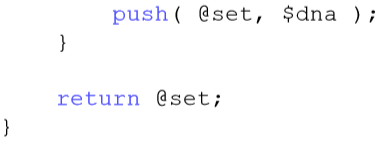 push( @set, $dna );
}
return @set;
}